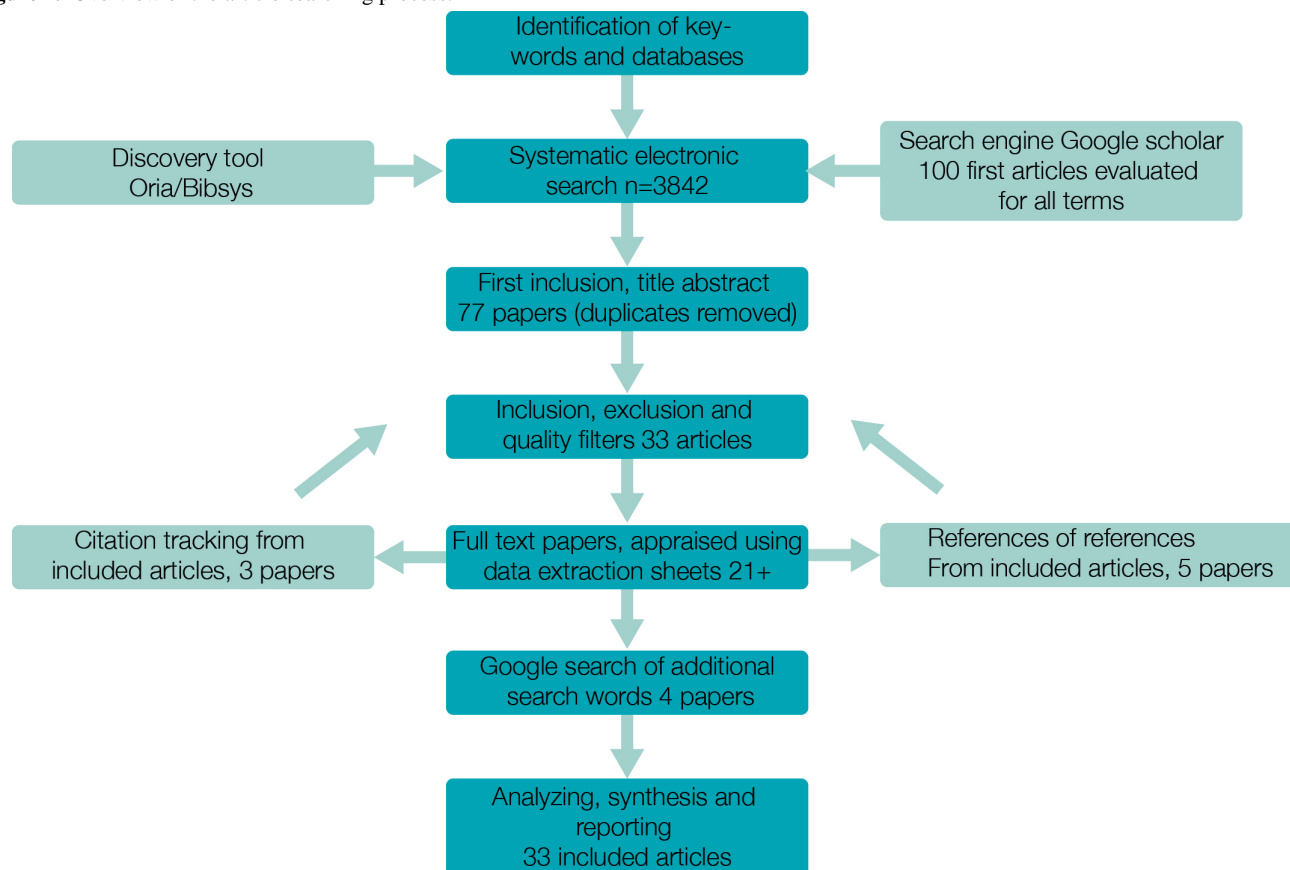 Identification of key-
words and databases
Discovery tool
Oria/Bibsys
Systematic electronic
search n=3842
Search engine Google scholar
100 first articles evaluated
for all terms
First inclusion, title abstract
77 papers (duplicates removed)
Inclusion, exclusion and
quality filters 33 articles
Citation tracking from
included articles, 3 papers
Full text papers, appraised using
data extraction sheets 21+
References of references
From included articles, 5 papers
Google search of additional
search words 4 papers
Analyzing, synthesis and
reporting
33 included articles